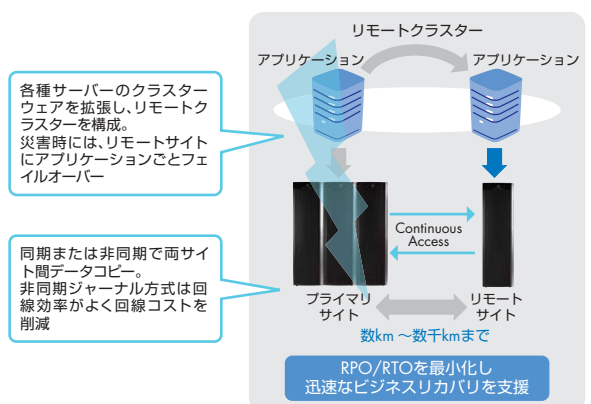 リモートクラスター
アプリケーション
アプリケーション
各種サーバーのクラスター
ウェアを拡張し、リモートク
ラスターを構成。
災害時には、リモートサイト
にアプリケーションごとフェ
イルオーバー
Continuous
Access
同期または非同期で両サイ
ト間データコピー。
非同期ジャーナル方式は回
線効率がよく回線コストを
削減
プライマリ
サイト
リモート
サイト
数km ～数千kmまで
RPO/RTOを最小化し
迅速なビジネスリカバリを支援